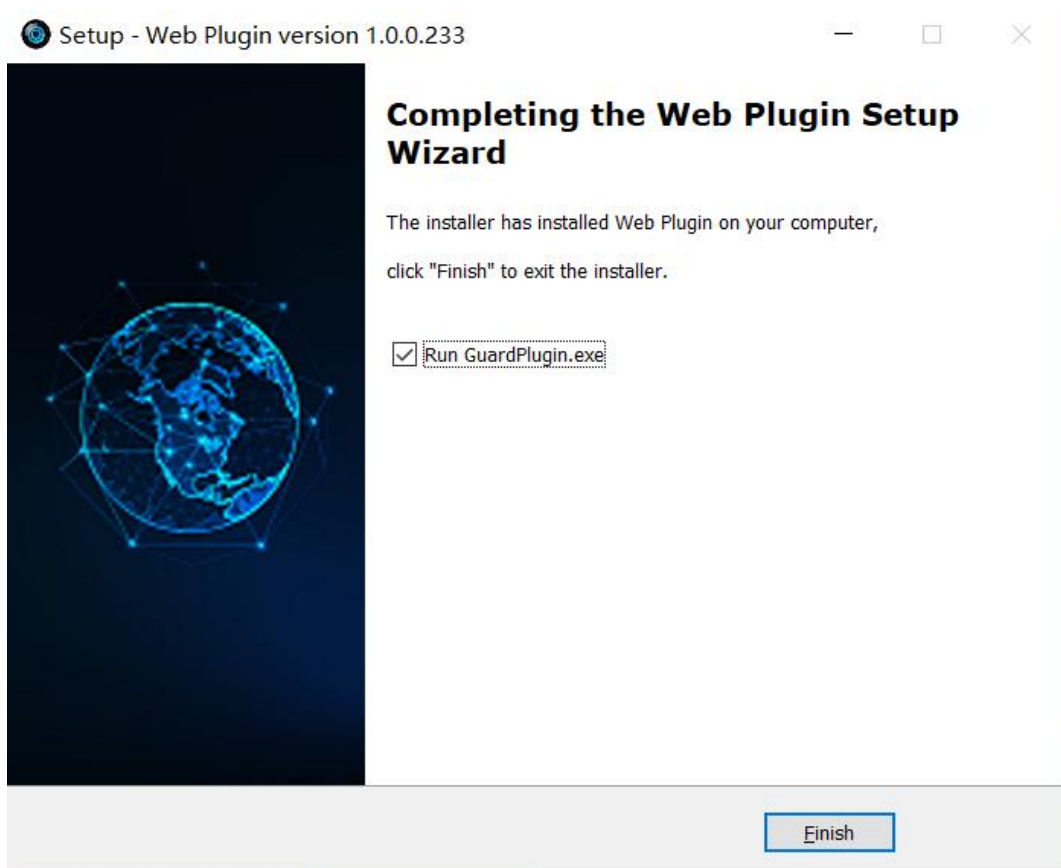 Setup - Web Plugin version 1.0.0.233
Completing the Web Plugin Setup
Wizard
The installer has installed Web Plugin on your computer,
click "Finish" to exit the installer.
Run GuardPlugin.exe
Finish